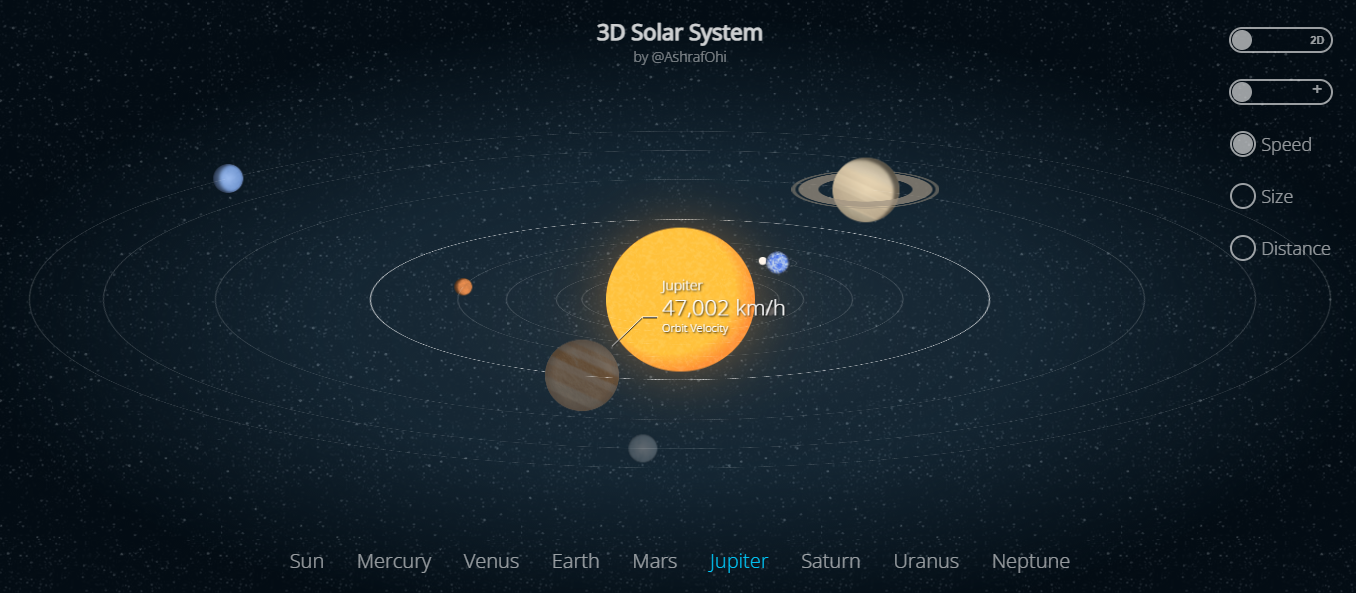 3D Solar System
by @AshrafOhi
2D
+
Speed
Size
Distance
Jupiter
47,002 km/h
Orbit Velocity
Sun Mercury Venus Earth Mars Jupiter Saturn Uranus Neptune